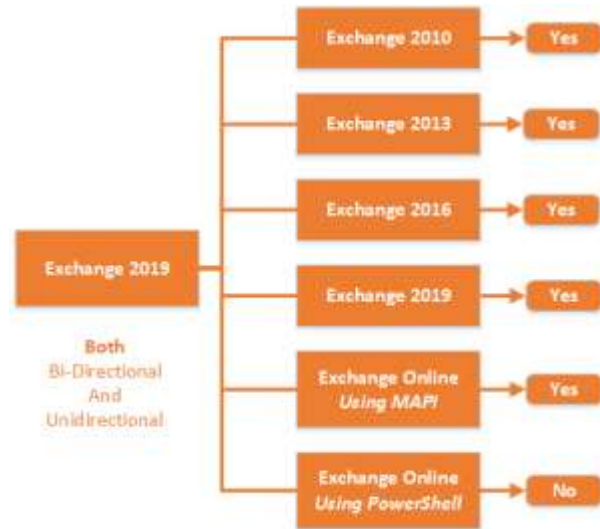 Exchange 2010
Yes
Exchange 2013
Yes
Exchange 2016
Yes
Exchange 2019
Exchange 2019
Yes
Both
Bi-Directional
And
Unidirectional
Exchange Online
Using MAPI
Yes
Exchange Online
Using PowerShell
No